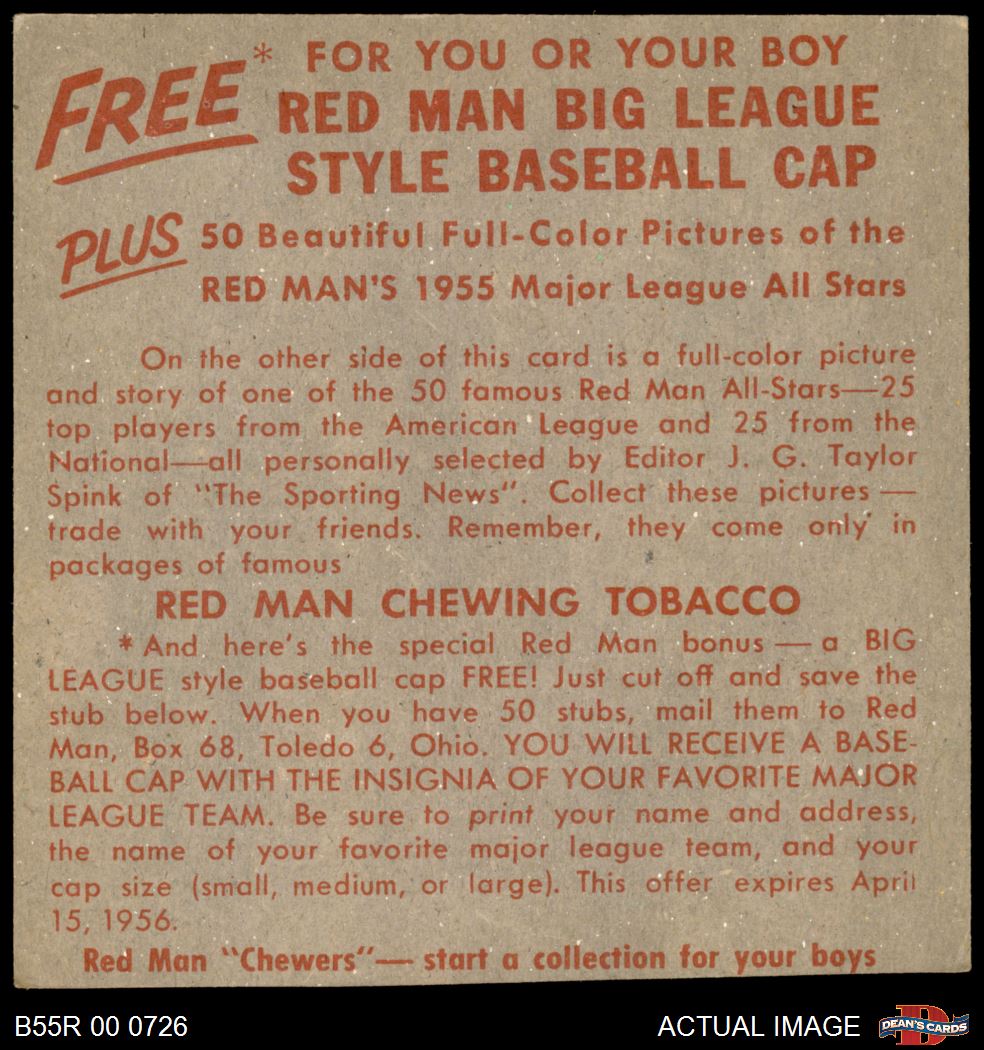 FREE* FOR YOU OR YOUR BOY
RED MAN BIG LEAGUE
STYLE BASEBALL CAP
PLUS 50 Beautiful Full-Color Pictures of the
RED MAN'S 1955 Major League All Stars
On the other side of this card is a full-color picture
and story of one of the 50 famous Red Man All-Stars—25
top players from the American League and 25 from the
National—all personally selected by Editor J. G. Taylor
Spink of "The Sporting News". Collect these pictures —
trade with your friends. Remember, they come only in
packages of famous
RED MAN CHEWING TOBACCO
* And here's the special Red Man bonus — a BIG
LEAGUE style baseball cap FREE! Just cut off and save the
stub below. When you have 50 stubs, mail them to Red
Man, Box 68, Toledo 6, Ohio. YOU WILL RECEIVE A BASE-
BALL CAP WITH THE INSIGNIA OF YOUR FAVORITE MAJOR
LEAGUE TEAM. Be sure to print your name and address,
the name of your favorite major league team, and your
cap size (small, medium, or large). This offer expires April
15, 1956.
Red Man "Chewers"— start a collection for your boys
B55R 00 0726 ACTUAL IMAGE DEAN'S CARDS